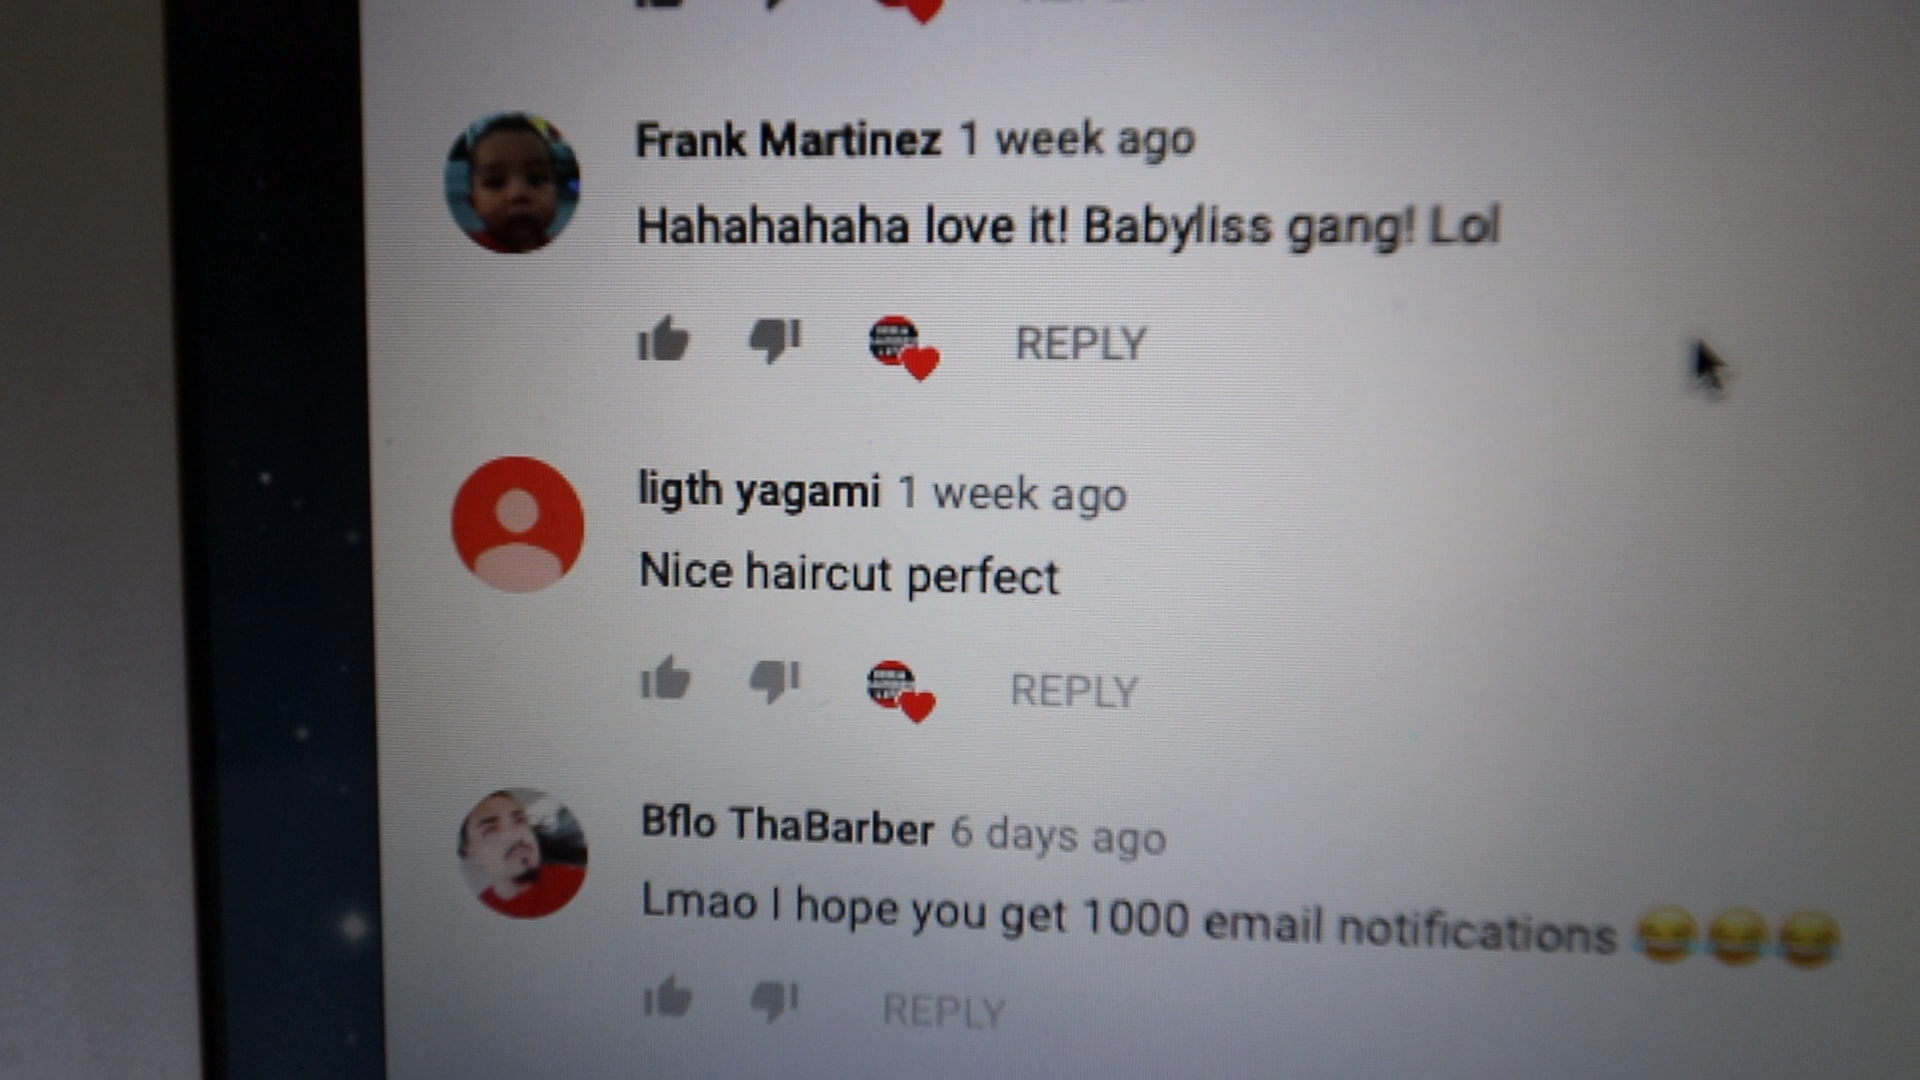 Frank Martinez 1 week ago
Hahahahaha love it! Babyliss gang! Lol
REPLY
ligth yagami 1 week ago
Nice haircut perfect
REPLY
Bflo ThaBarber 6 days ago
Lmao I hope you get 1000 email notifications 😂😂😂
REPLY